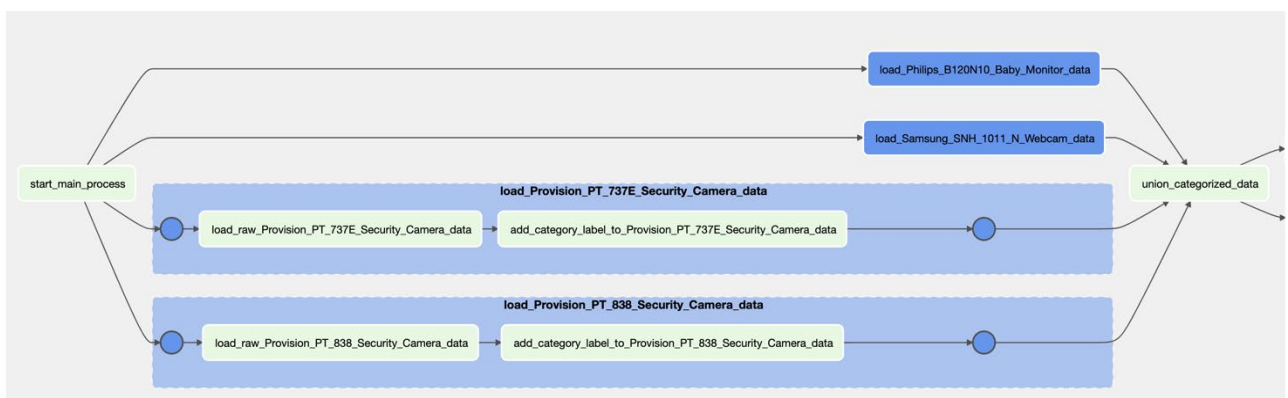 load_Philips_B120N10_Baby_Monitor_data
load_Samsung_SNH_1011_N_Webcam_data
start_main_process
union_categorized_data
load_Provision_PT_737E_Security_Camera_data
load_raw_Provision_PT_737E_Security_Camera_data
add_category_label_to_Provision_PT_737E_Security_Camera_data
load_Provision_PT_838_Security_Camera_data
load_raw_Provision_PT_838_Security_Camera_data
add_category_label_to_Provision_PT_838_Security_Camera_data